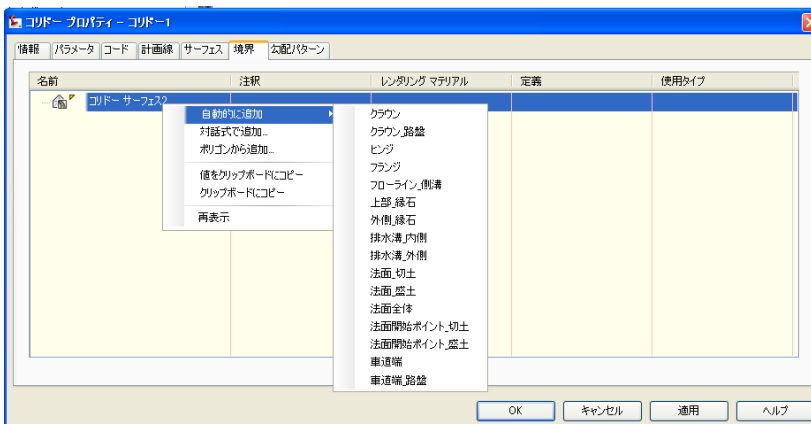 コリドー プロパティ - コリドー1
情報 パラメータ コード 計画線 サーフェス 境界 勾配パターン
名前 注釈 レンダリング マテリアル 定義 使用タイプ
コリドー サーフェス2
自動的に追加
対話式で追加...
ポリゴンから追加...
値をクリップボードにコピー
クリップボードにコピー
再表示
クラウン
クラウン_路盤
ヒンジ
フランジ
フローライン_側溝
上部_縁石
外側_縁石
排水溝_内側
排水溝_外側
法面_切土
法面_盛土
法面全体
法面開始ポイント_切土
法面開始ポイント_盛土
車道端
車道端_路盤
OK キャンセル 適用 ヘルプ